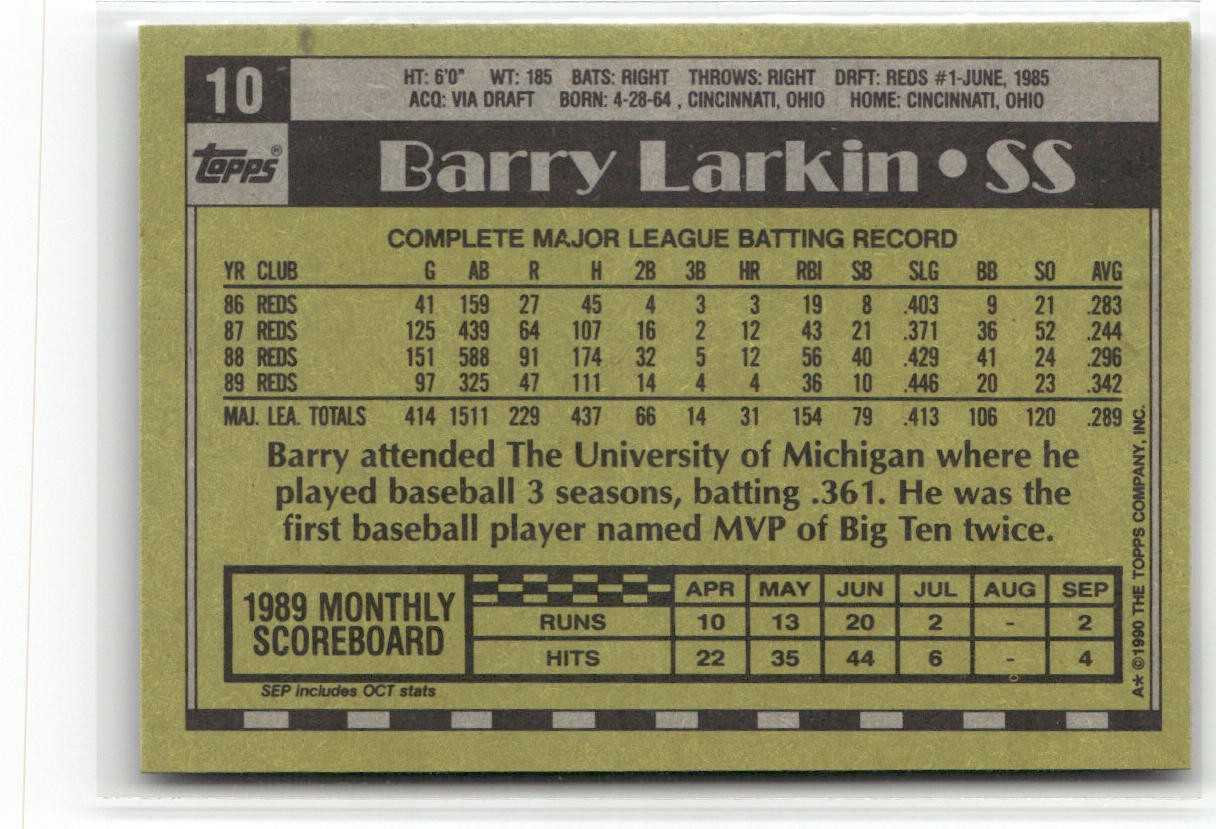 10
HT: 6'0" WT: 185 BATS: RIGHT THROWS: RIGHT DRFT: REDS #1-JUNE, 1985
ACQ: VIA DRAFT BORN: 4-28-64 , CINCINNATI, OHIO HOME: CINCINNATI, OHIO
topps®
Barry Larkin • SS
COMPLETE MAJOR LEAGUE BATTING RECORD
YR CLUB G AB R H 2B 3B HR RBI SB SLG BB SO AVG
86 REDS 41 159 27 45 4 3 3 19 8 .403 9 21 .283
87 REDS 125 439 64 107 16 2 12 43 21 .371 36 52 .244
88 REDS 151 588 91 174 32 5 12 56 40 .429 41 24 .296
89 REDS 97 325 47 111 14 4 4 36 10 .446 20 23 .342
MAJ. LEA. TOTALS 414 1511 229 437 66 14 31 154 79 .413 106 120 .289
Barry attended The University of Michigan where he
played baseball 3 seasons, batting .361. He was the
first baseball player named MVP of Big Ten twice.
1989 MONTHLY
SCOREBOARD
APR MAY JUN JUL AUG SEP
RUNS 10 13 20 2 - 2
HITS 22 35 44 6 - 4
SEP includes OCT stats
A* ©1990 THE TOPPS COMPANY, INC.